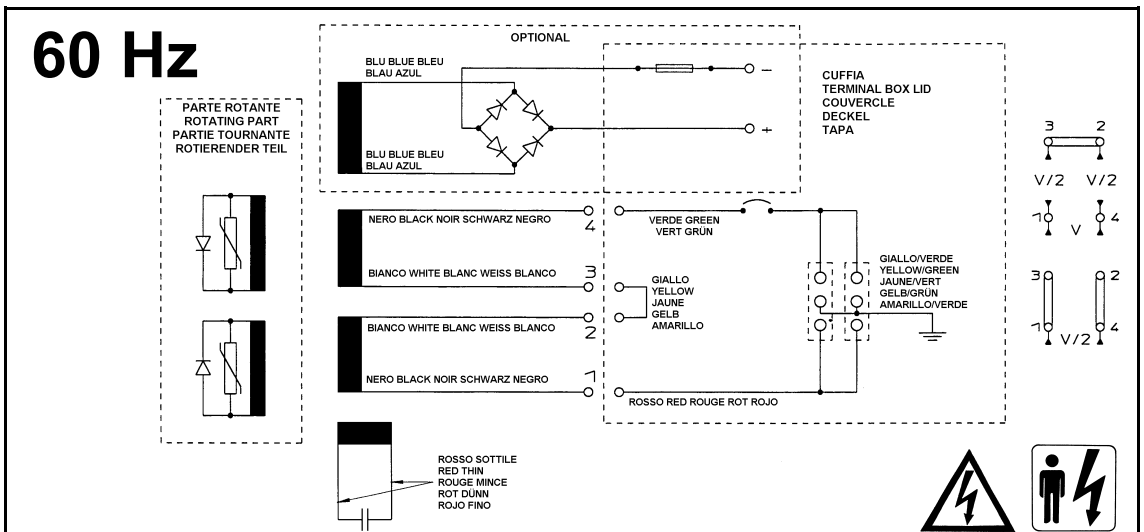 60 Hz
OPTIONAL
BLU BLUE BLEU
BLAU AZUL
BLU BLUE BLEU
BLAU AZUL
−
+
CUFFIA
TERMINAL BOX LID
COUVERCLE
DECKEL
TAPA
PARTE ROTANTE
ROTATING PART
PARTIE TOURNANTE
ROTIERENDER TEIL
NERO BLACK NOIR SCHWARZ NEGRO
4
VERDE GREEN
VERT GRÜN
BIANCO WHITE BLANC WEISS BLANCO
3
GIALLO
YELLOW
JAUNE
GELB
AMARILLO
BIANCO WHITE BLANC WEISS BLANCO
2
NERO BLACK NOIR SCHWARZ NEGRO
1
ROSSO RED ROUGE ROT ROJO
GIALLO/VERDE
YELLOW/GREEN
JAUNE/VERT
GELB/GRÜN
AMARILLO/VERDE
3 2
V/2 V/2
1 V 4
3 2
1 V/2 4
ROSSO SOTTILE
RED THIN
ROUGE MINCE
ROT DÜNN
ROJO FINO